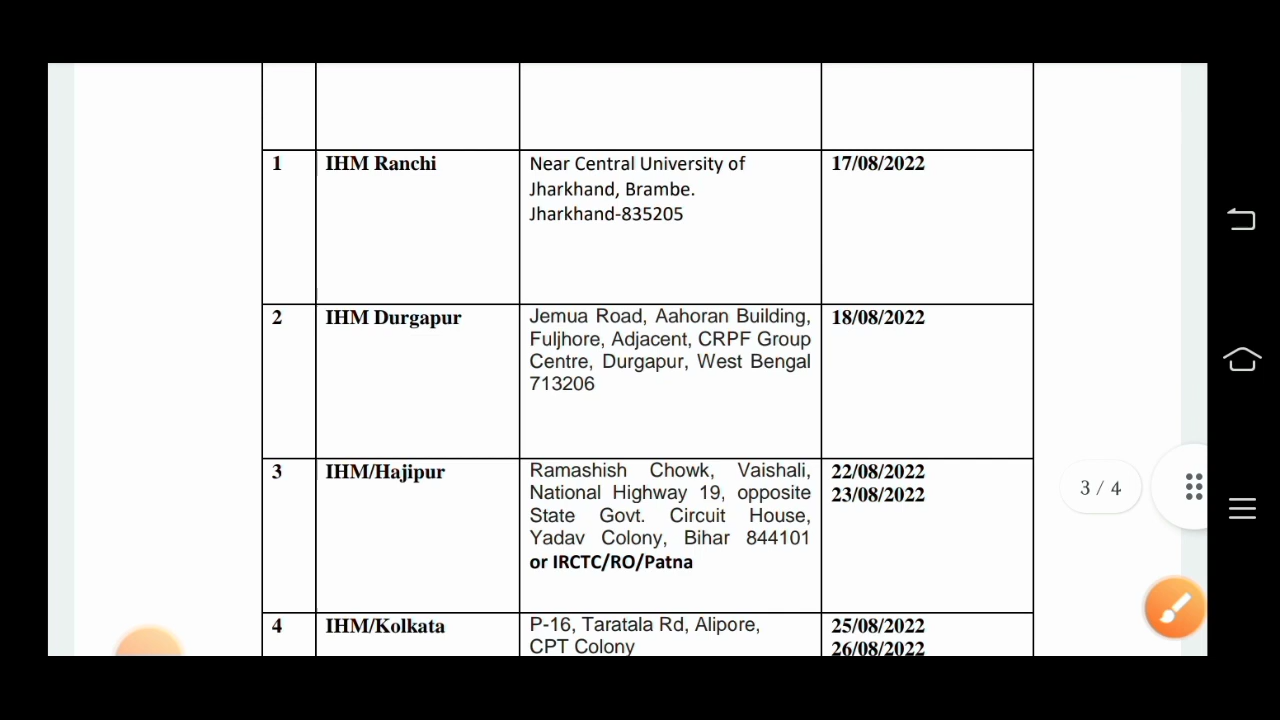 1
IHM Ranchi
Near Central University of
Jharkhand, Brambe.
Jharkhand-835205
17/08/2022
2
IHM Durgapur
Jemua Road, Aahoran Building,
Fuljhore, Adjacent, CRPF Group
Centre, Durgapur, West Bengal
713206
18/08/2022
3
IHM/Hajipur
Ramashish Chowk, Vaishali,
National Highway 19, opposite
State Govt. Circuit House,
Yadav Colony, Bihar 844101
or IRCTC/RO/Patna
22/08/2022
23/08/2022
4
IHM/Kolkata
P-16, Taratala Rd, Alipore,
CPT Colony
25/08/2022
26/08/2022
3 / 4